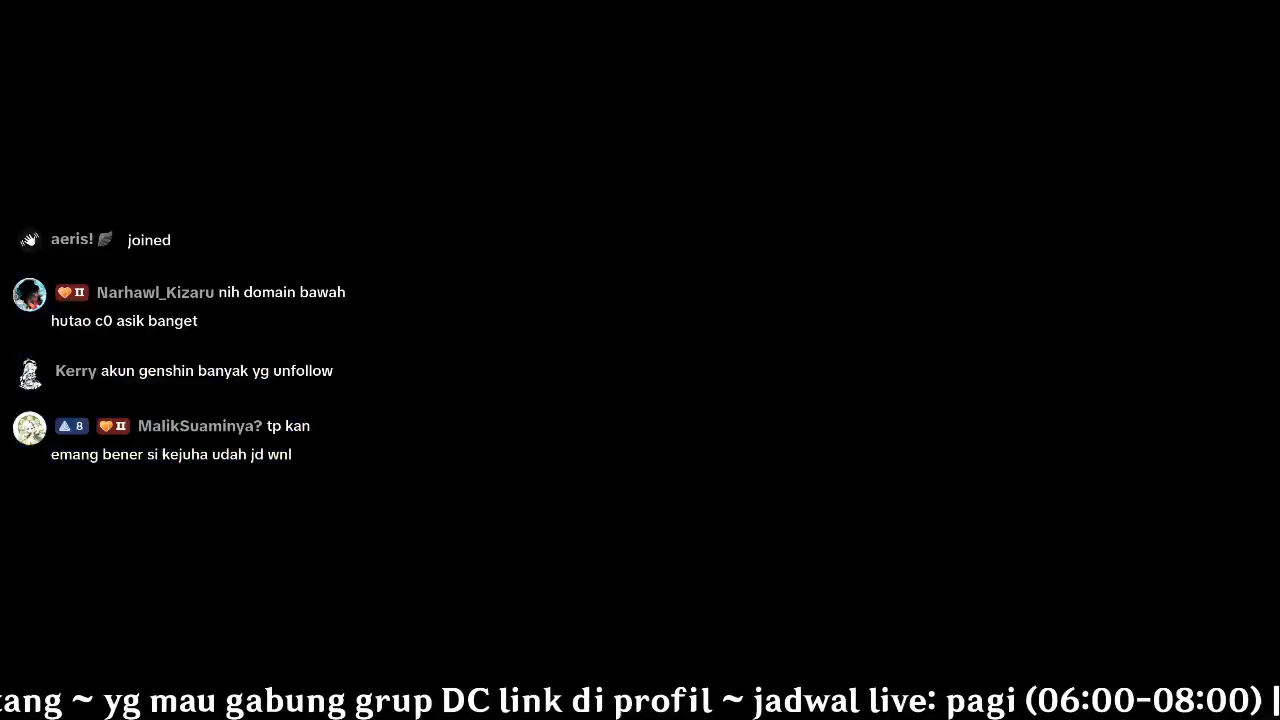 aeris! joined
II Narhawl_Kizaru nih domain bawah
hutao c0 asik banget
Kerry akun genshin banyak yg unfollow
8 II MalikSuaminya? tp kan
emang bener si kejuha udah jd wnl
tang ~ yg mau gabung grup DC link di profil ~ jadwal live: pagi (06:00-08:00) |